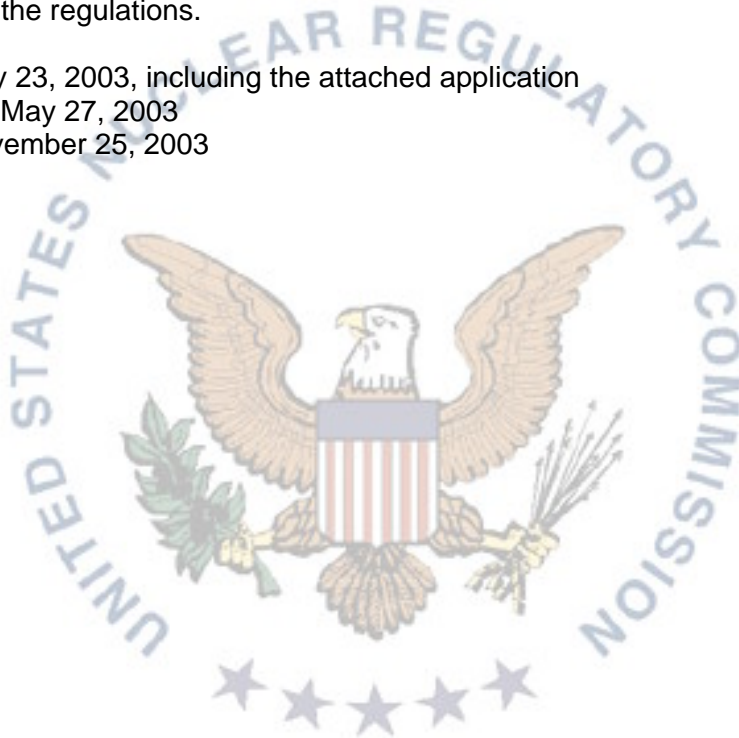 the regulations.
y 23, 2003, including the attached application
May 27, 2003
vember 25, 2003
UNITED STATES NUCLEAR REGULATORY COMMISSION